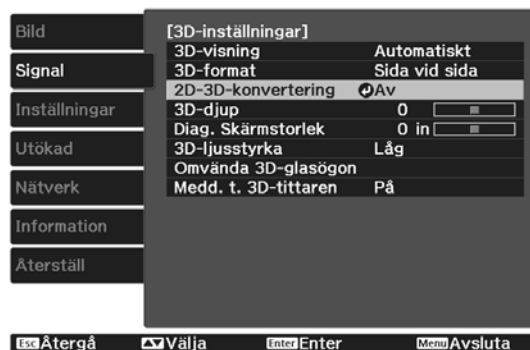 Bild
Signal
Inställningar
Utökad
Nätverk
Information
Återställ
[3D-inställningar]
3D-visning Automatiskt
3D-format Sida vid sida
2D-3D-konvertering Av
3D-djup 0
Diag. Skärmstorlek 0 in
3D-ljusstyrka Låg
Omvända 3D-glasögon
Medd. t. 3D-tittaren På
Esc Återgå Välja Enter Enter Menu Avsluta